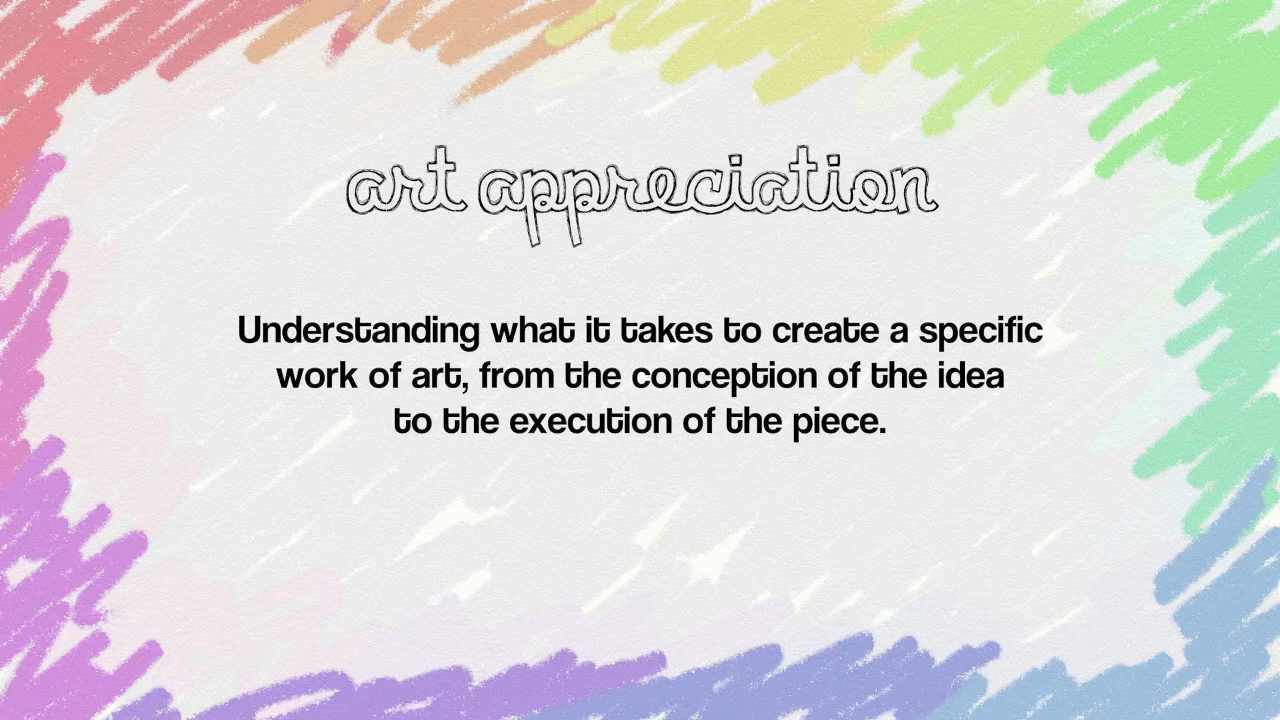 art appreciation
Understanding what it takes to create a specific
work of art, from the conception of the idea
to the execution of the piece.